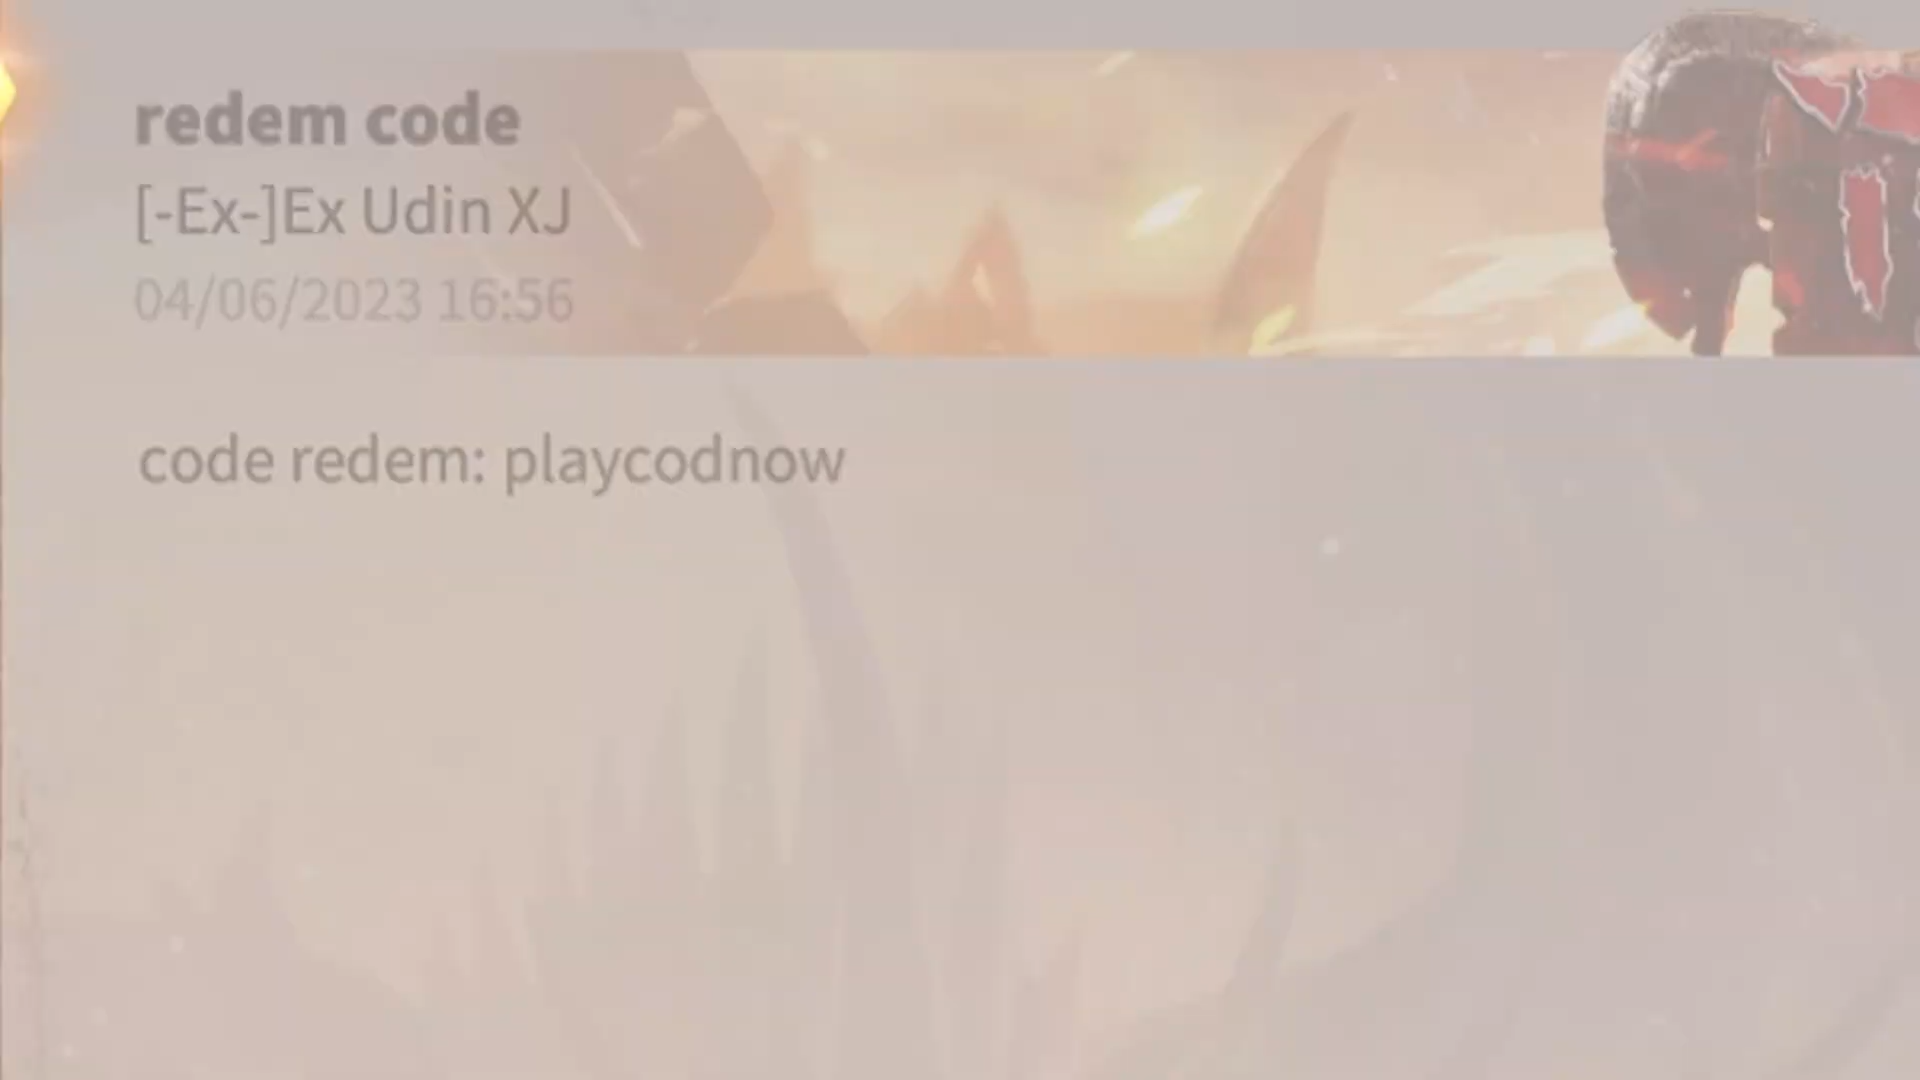 redem code
[-Ex-]Ex Udin XJ
04/06/2023 16:56
code redem: playcodnow